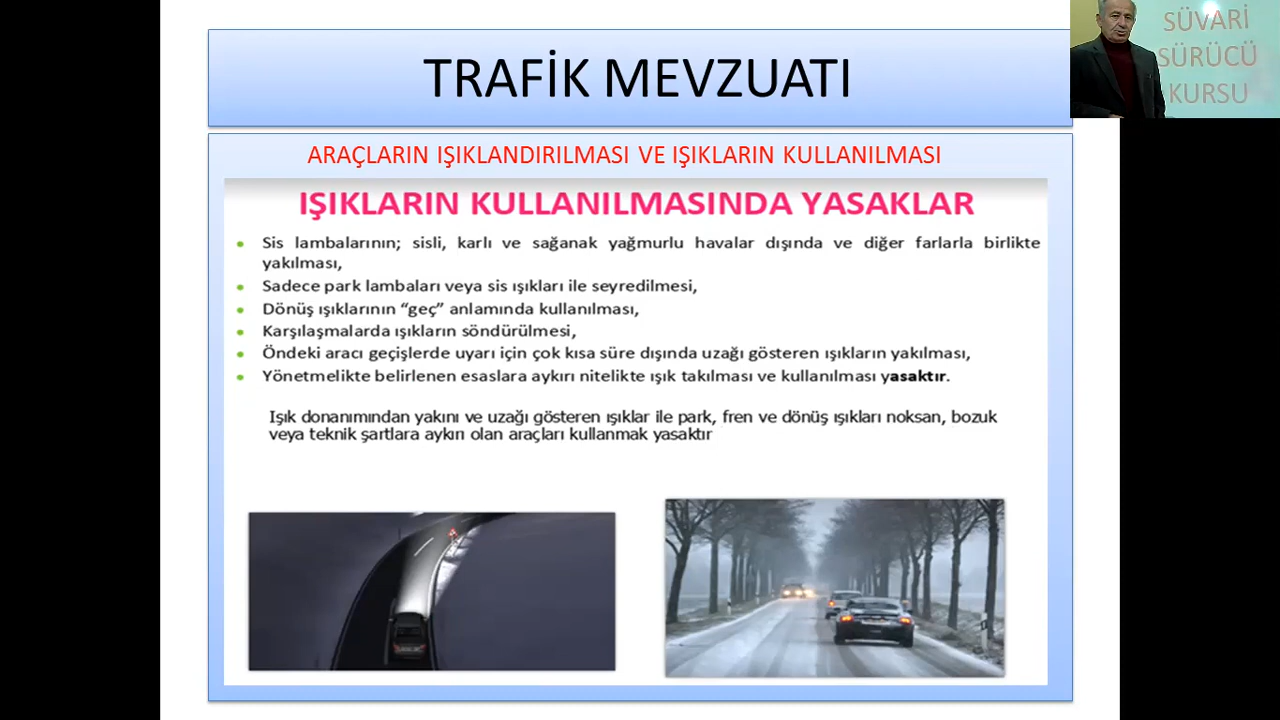 TRAFİK MEVZUATI
SÜVARİ
SÜRÜCÜ
KURSU
ARAÇLARIN IŞIKLANDIRILMASI VE IŞIKLARIN KULLANILMASI
IŞIKLARIN KULLANILMASINDA YASAKLAR
• Sis lambalarının; sisli, karlı ve sağanak yağmurlu havalar dışında ve diğer farlarla birlikte
yakılması,
• Sadece park lambaları veya sis ışıkları ile seyredilmesi,
• Dönüş ışıklarının “geç” anlamında kullanılması,
• Karşılaşmalarda ışıkların söndürülmesi,
• Öndeki aracı geçişlerde uyarı için çok kısa süre dışında uzağı gösteren ışıkların yakılması,
• Yönetmelikte belirlenen esaslara aykırı nitelikte ışık takılması ve kullanılması yasaktır.
Işık donanımından yakını ve uzağı gösteren ışıklar ile park, fren ve dönüş ışıkları noksan, bozuk
veya teknik şartlara aykırı olan araçları kullanmak yasaktır